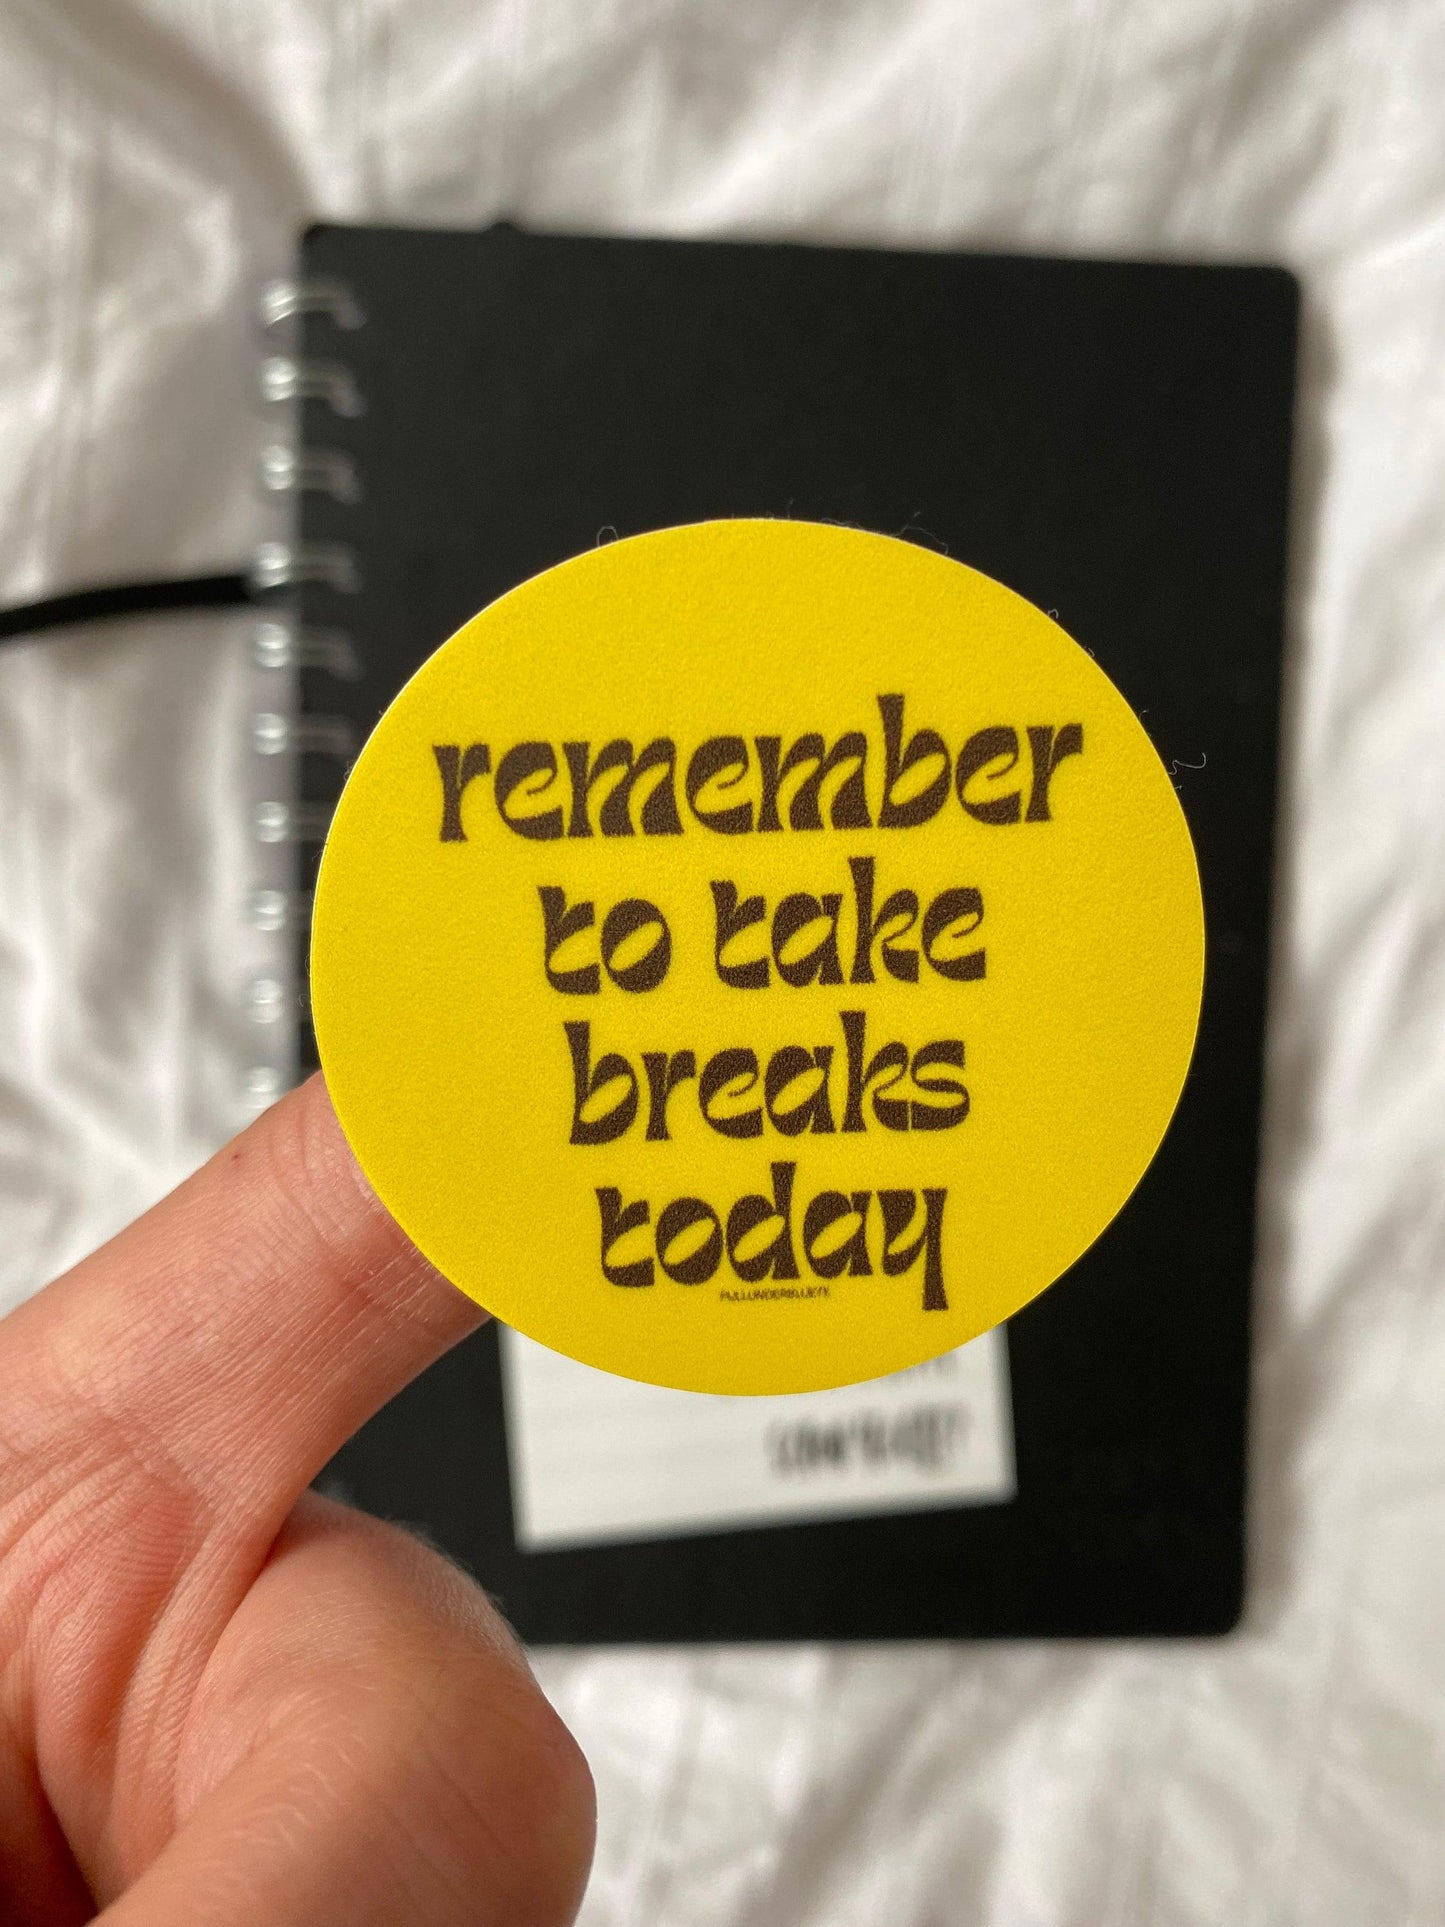 remember
to take
breaks
today